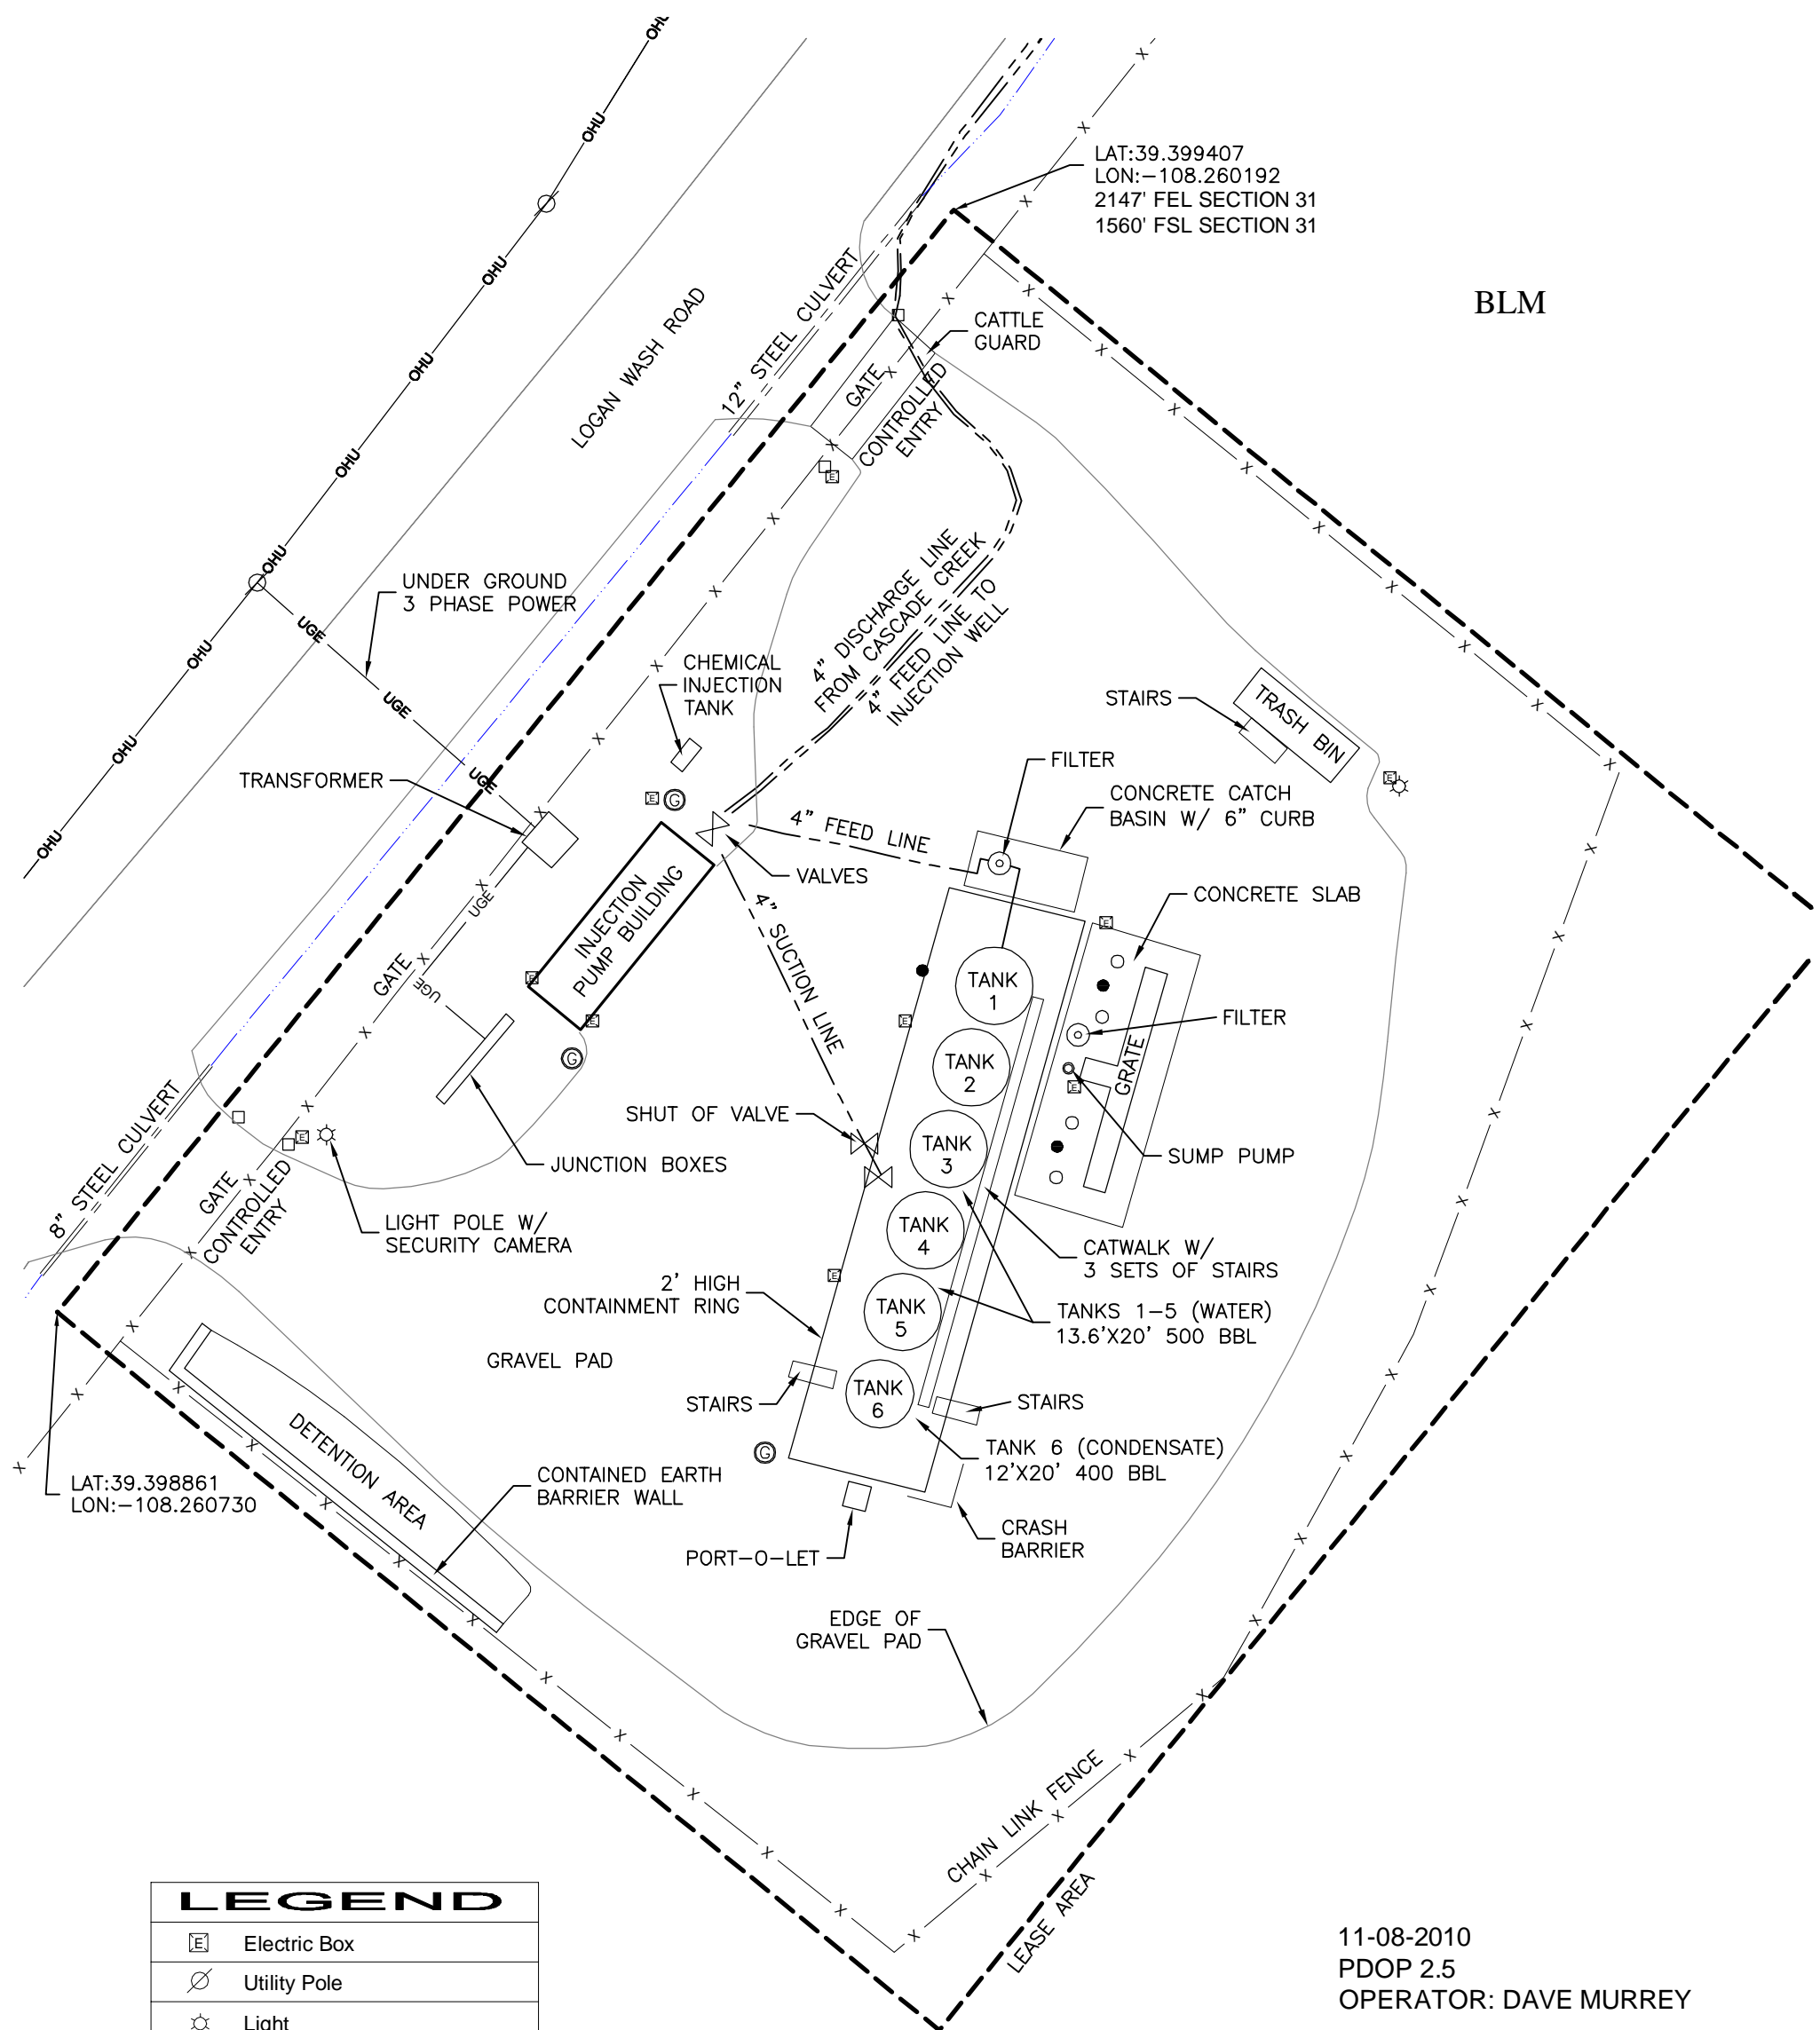 OHU
OHU
OHU
OHU
OHU
OHU
OHU
OHU
OHU
LAT:39.399407
LON:-108.260192
2147' FEL SECTION 31
1560' FSL SECTION 31
BLM
LOGAN WASH ROAD
12" STEEL CULVERT
CATTLE
GUARD
GATE
CONTROLLED
ENTRY
UNDER GROUND
3 PHASE POWER
UGE
UGE
UGE
UGE
UGE
4" DISCHARGE LINE
FROM CASCADE CREEK
4" FEED LINE TO
INJECTION WELL
CHEMICAL
INJECTION
TANK
STAIRS
TRASH BIN
TRANSFORMER
FILTER
CONCRETE CATCH
BASIN W/ 6" CURB
4" FEED LINE
VALVES
CONCRETE SLAB
INJECTION
PUMP BUILDING
4" SUCTION LINE
GATE
TANK
1
TANK
2
TANK
3
TANK
4
TANK
5
TANK
6
FILTER
GRATE
SHUT OF VALVE
SUMP PUMP
JUNCTION BOXES
8" STEEL CULVERT
GATE
CONTROLLED
ENTRY
LIGHT POLE W/
SECURITY CAMERA
CATWALK W/
3 SETS OF STAIRS
2' HIGH
CONTAINMENT RING
TANKS 1-5 (WATER)
13.6'X20' 500 BBL
GRAVEL PAD
STAIRS
STAIRS
TANK 6 (CONDENSATE)
12'X20' 400 BBL
DETENTION AREA
LAT:39.398861
LON:-108.260730
CONTAINED EARTH
BARRIER WALL
CRASH
BARRIER
PORT-O-LET
EDGE OF
GRAVEL PAD
CHAIN LINK FENCE
LEASE AREA
LEGEND
E Electric Box
Utility Pole
Light
11-08-2010
PDOP 2.5
OPERATOR: DAVE MURREY